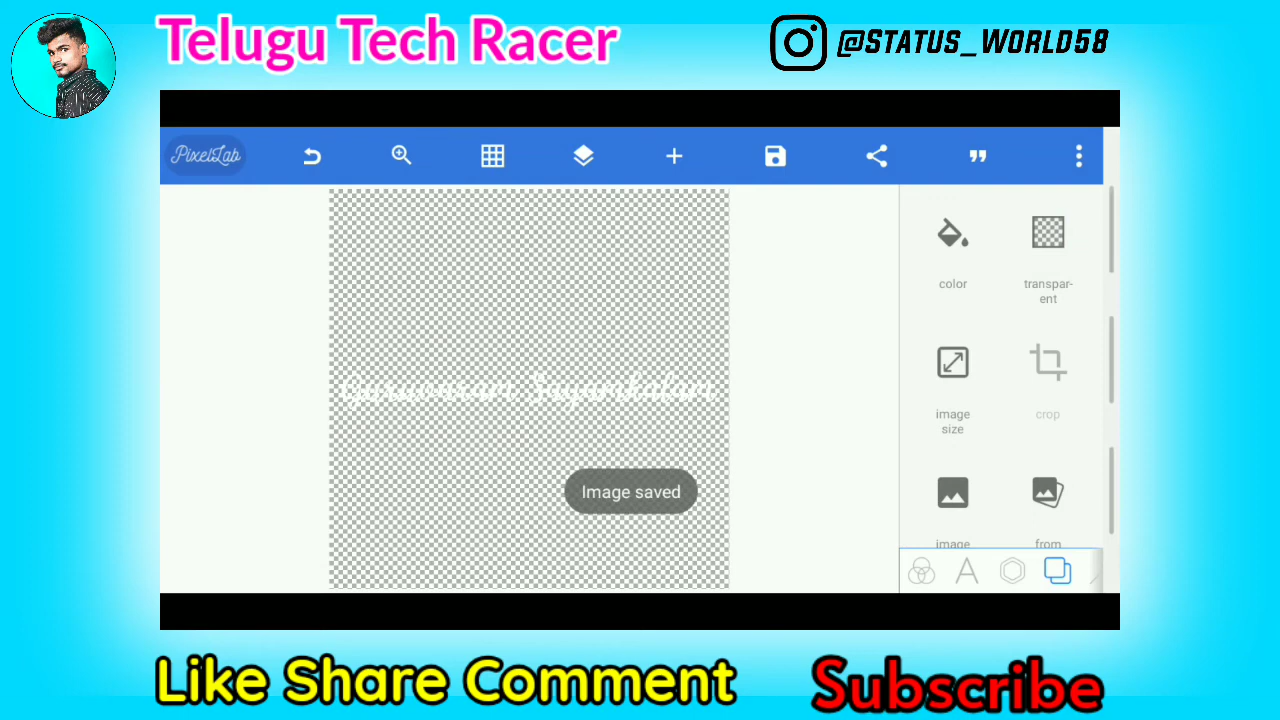 Telugu Tech Racer
@STATUS_WORLD58
PixelLab
color
transpar-
ent
image
size
crop
Image saved
image
from
Like Share Comment
Subscribe